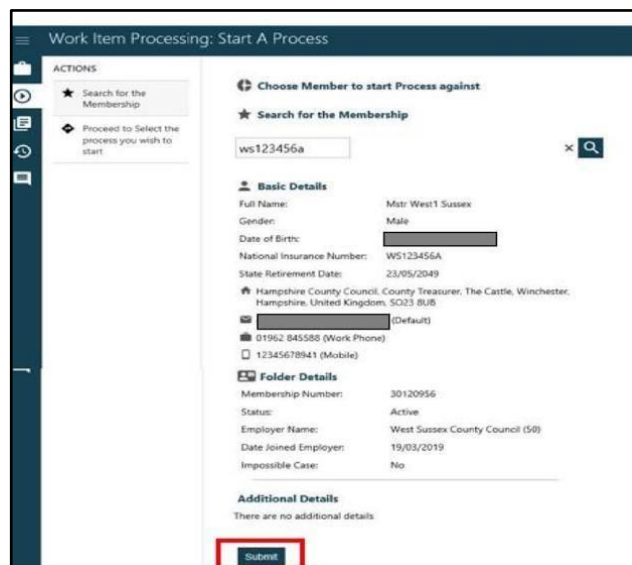 Work Item Processing: Start A Process
ACTIONS
Search for the
Membership
Proceed to Select the
process you wish to
start
Choose Member to start Process against
Search for the Membership
ws123456a
Basic Details
Full Name: Mstr West1 Sussex
Gender: Male
Date of Birth:
National Insurance Number: WS123456A
State Retirement Date: 23/05/2049
Hampshire County Council, County Treasurer, The Castle, Winchester,
Hampshire, United Kingdom, SO23 8UB
(Default)
01962 845588 (Work Phone)
12345678941 (Mobile)
Folder Details
Membership Number: 30120956
Status: Active
Employer Name: West Sussex County Council (50)
Date Joined Employer: 19/03/2019
Impossible Case: No
Additional Details
There are no additional details
Submit